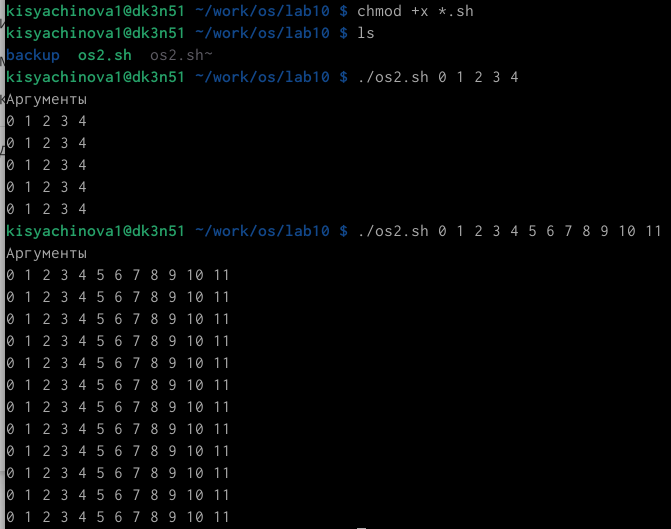 kisyachinova1@dk3n51 ~/work/os/lab10 $ chmod +x *.sh
kisyachinova1@dk3n51 ~/work/os/lab10 $ ls
backup  os2.sh  os2.sh~
kisyachinova1@dk3n51 ~/work/os/lab10 $ ./os2.sh 0 1 2 3 4
Аргументы
0 1 2 3 4
0 1 2 3 4
0 1 2 3 4
0 1 2 3 4
0 1 2 3 4
kisyachinova1@dk3n51 ~/work/os/lab10 $ ./os2.sh 0 1 2 3 4 5 6 7 8 9 10 11
Аргументы
0 1 2 3 4 5 6 7 8 9 10 11
0 1 2 3 4 5 6 7 8 9 10 11
0 1 2 3 4 5 6 7 8 9 10 11
0 1 2 3 4 5 6 7 8 9 10 11
0 1 2 3 4 5 6 7 8 9 10 11
0 1 2 3 4 5 6 7 8 9 10 11
0 1 2 3 4 5 6 7 8 9 10 11
0 1 2 3 4 5 6 7 8 9 10 11
0 1 2 3 4 5 6 7 8 9 10 11
0 1 2 3 4 5 6 7 8 9 10 11
0 1 2 3 4 5 6 7 8 9 10 11
0 1 2 3 4 5 6 7 8 9 10 11